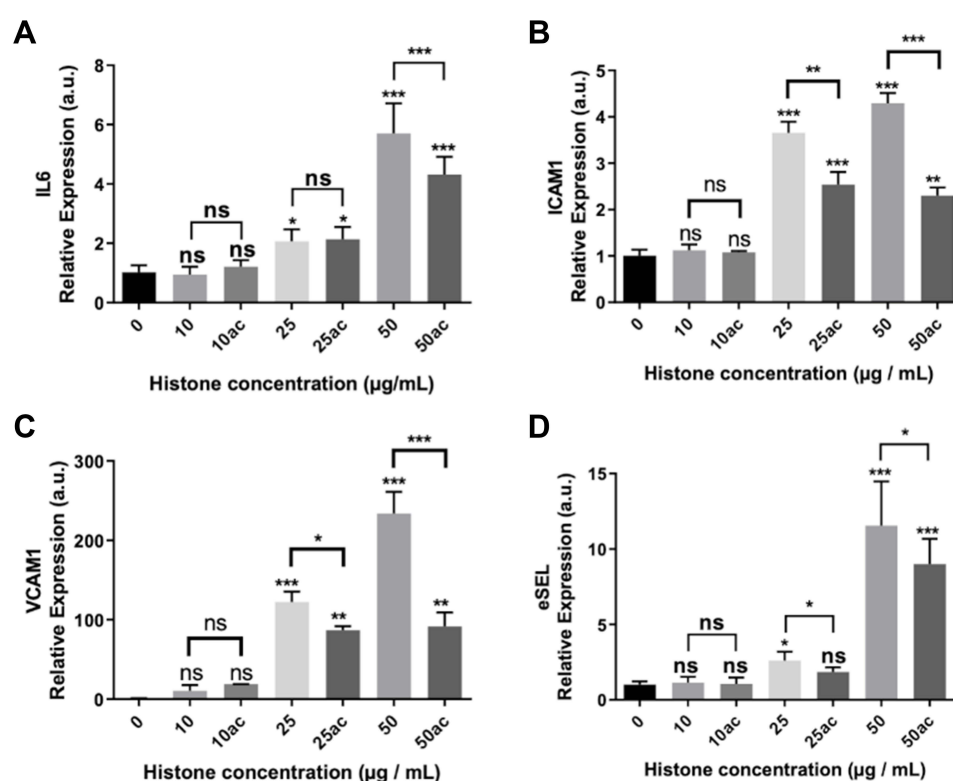 A
IL6
Relative Expression (a.u.)
8
6
4
2
0
ns
ns
ns
ns
*
*
***
***
***
0
10
10ac
25
25ac
50
50ac
Histone concentration (µg/mL)
B
ICAM1
Relative Expression (a.u.)
5
4
3
2
1
0
ns
ns
ns
**
***
***
***
***
**
0
10
10ac
25
25ac
50
50ac
Histone concentration (µg / mL)
C
VCAM1
Relative Expression (a.u.)
300
200
100
0
ns
ns
ns
*
***
**
***
***
**
0
10
10ac
25
25ac
50
50ac
Histone concentration (µg / mL)
D
eSEL
Relative Expression (a.u.)
15
10
5
0
ns
ns
ns
*
*
ns
*
***
***
0
10
10ac
25
25ac
50
50ac
Histone concentration (µg / mL)